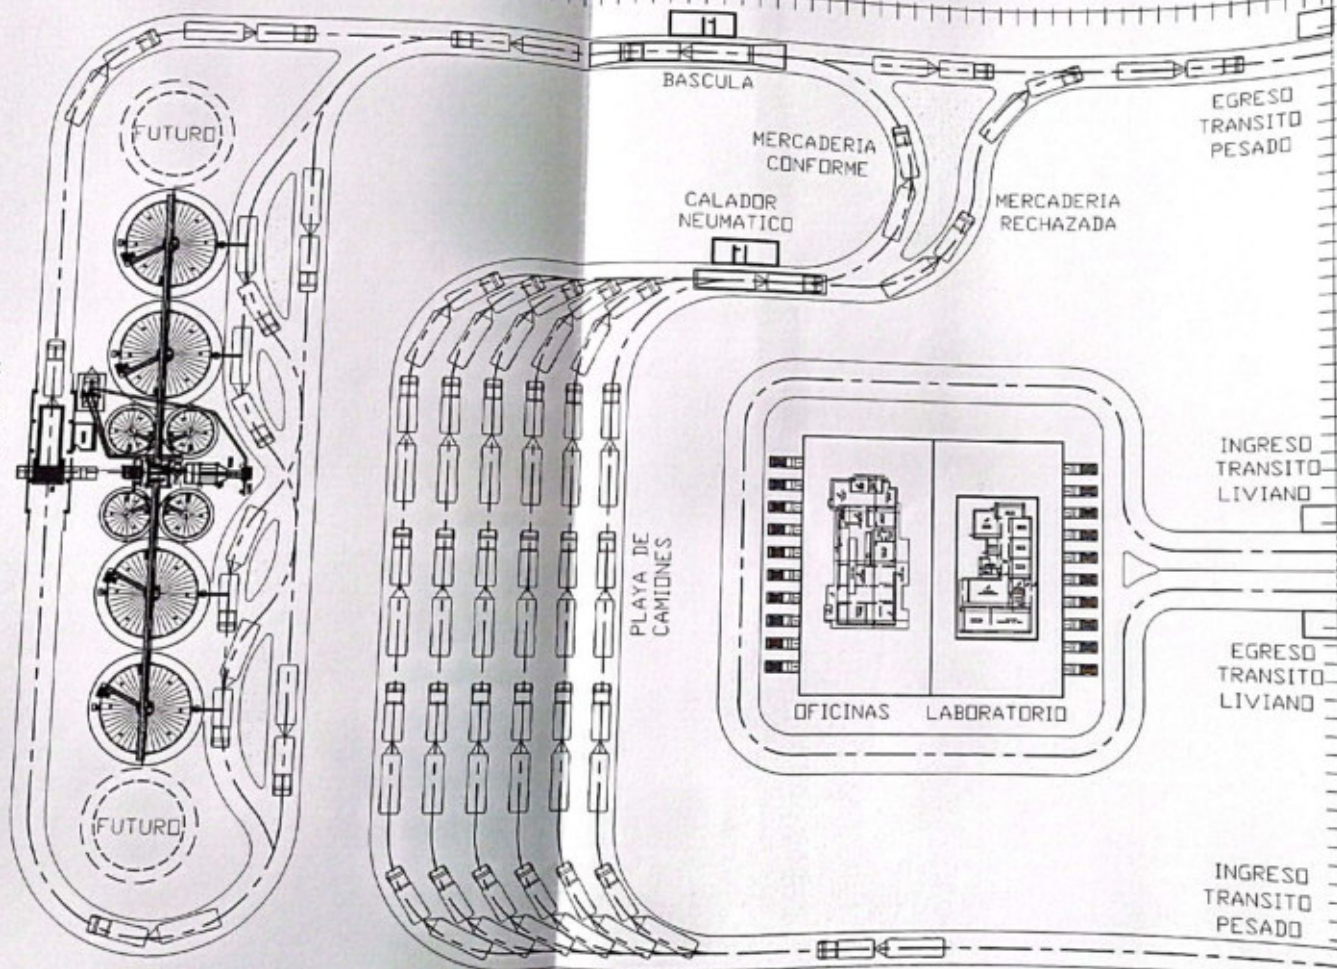 BASCULA
EGRESO
TRANSITO
PESADO
FUTURO
MERCADERIA
CONFORME
CALADOR
NEUMATICO
MERCADERIA
RECHAZADA
INGRESO
TRANSITO
LIVIANO
PLAYA DE
CAMIONES
EGRESO
TRANSITO
LIVIANO
OFICINAS
LABORATORIO
FUTURO
INGRESO
TRANSITO
PESADO